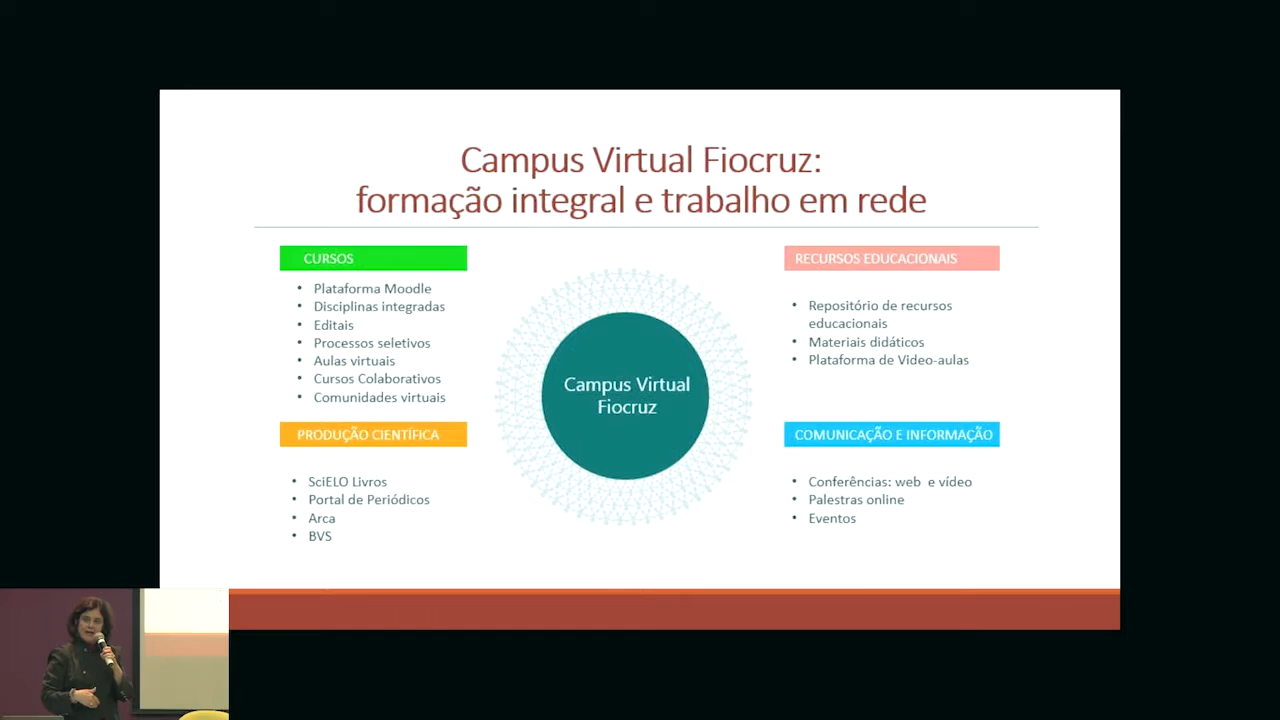 Campus Virtual Fiocruz:
formação integral e trabalho em rede
CURSOS
• Plataforma Moodle
• Disciplinas integradas
• Editais
• Processos seletivos
• Aulas virtuais
• Cursos Colaborativos
• Comunidades virtuais
PRODUÇÃO CIENTÍFICA
• SciELO Livros
• Portal de Periódicos
• Arca
• BVS
Campus Virtual
Fiocruz
RECURSOS EDUCACIONAIS
• Repositório de recursos
educacionais
• Materiais didáticos
• Plataforma de Video-aulas
COMUNICAÇÃO E INFORMAÇÃO
• Conferências: web e vídeo
• Palestras online
• Eventos